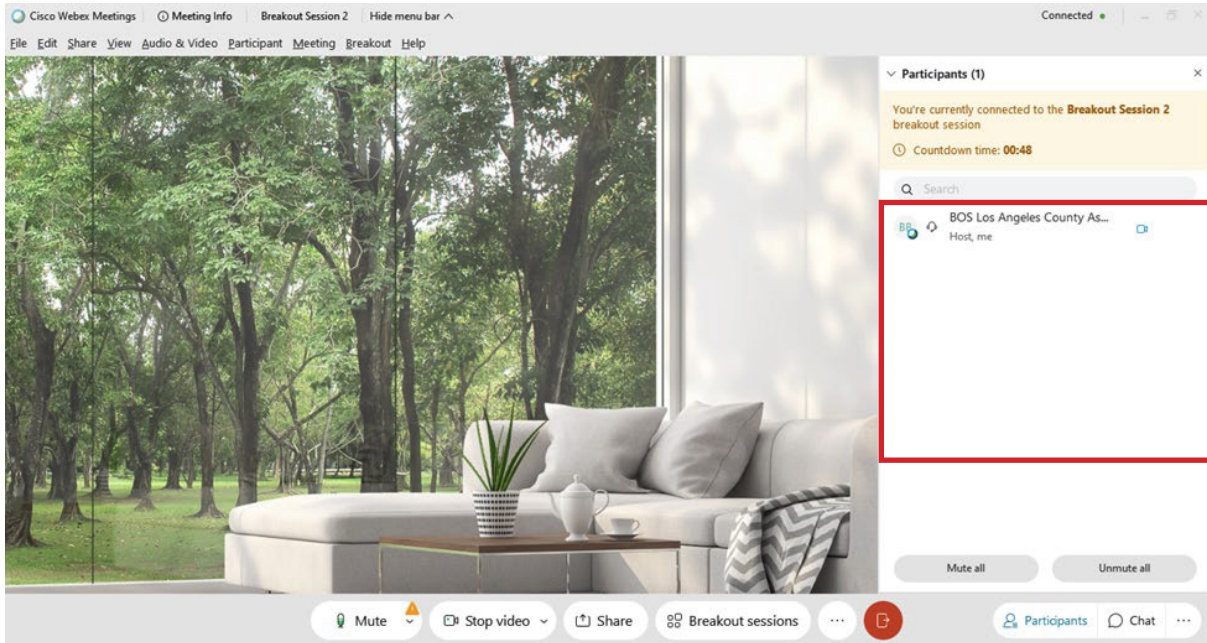 Cisco Webex Meetings Meeting Info Breakout Session 2 Hide menu bar Connected
File Edit Share View Audio & Video Participant Meeting Breakout Help
Participants (1)
You're currently connected to the Breakout Session 2
breakout session
Countdown time: 00:48
Search
BB
BOS Los Angeles County As...
Host, me
Mute all Unmute all
Mute Stop video Share Breakout sessions ... Participants Chat ...